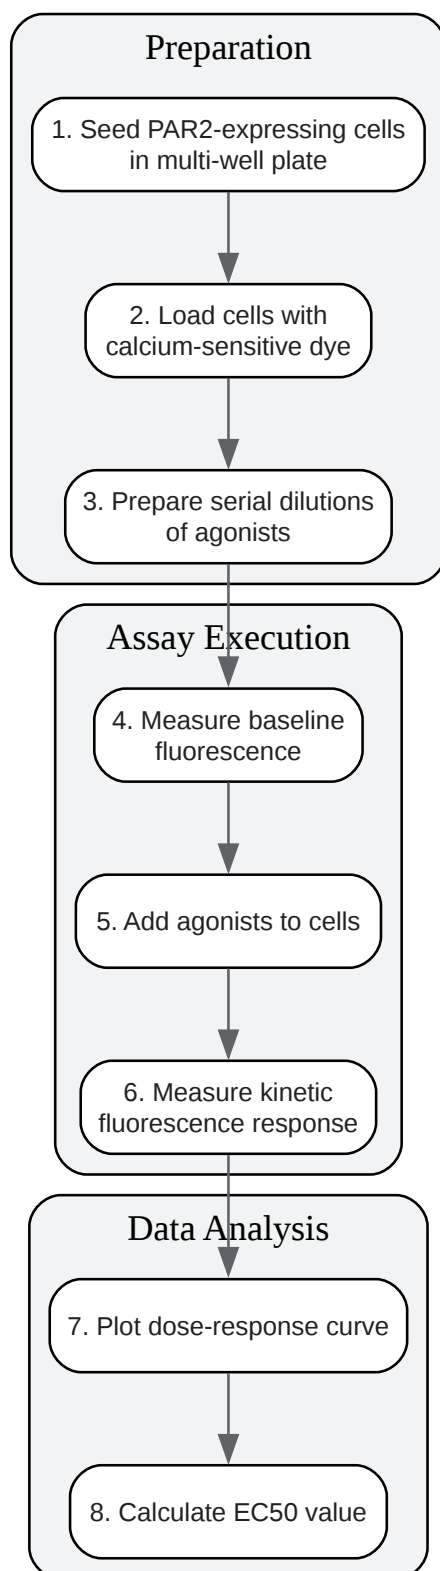 Preparation
1. Seed PAR2-expressing cells
in multi-well plate
2. Load cells with
calcium-sensitive dye
3. Prepare serial dilutions
of agonists
Assay Execution
4. Measure baseline
fluorescence
5. Add agonists to cells
6. Measure kinetic
fluorescence response
Data Analysis
7. Plot dose-response curve
8. Calculate EC50 value